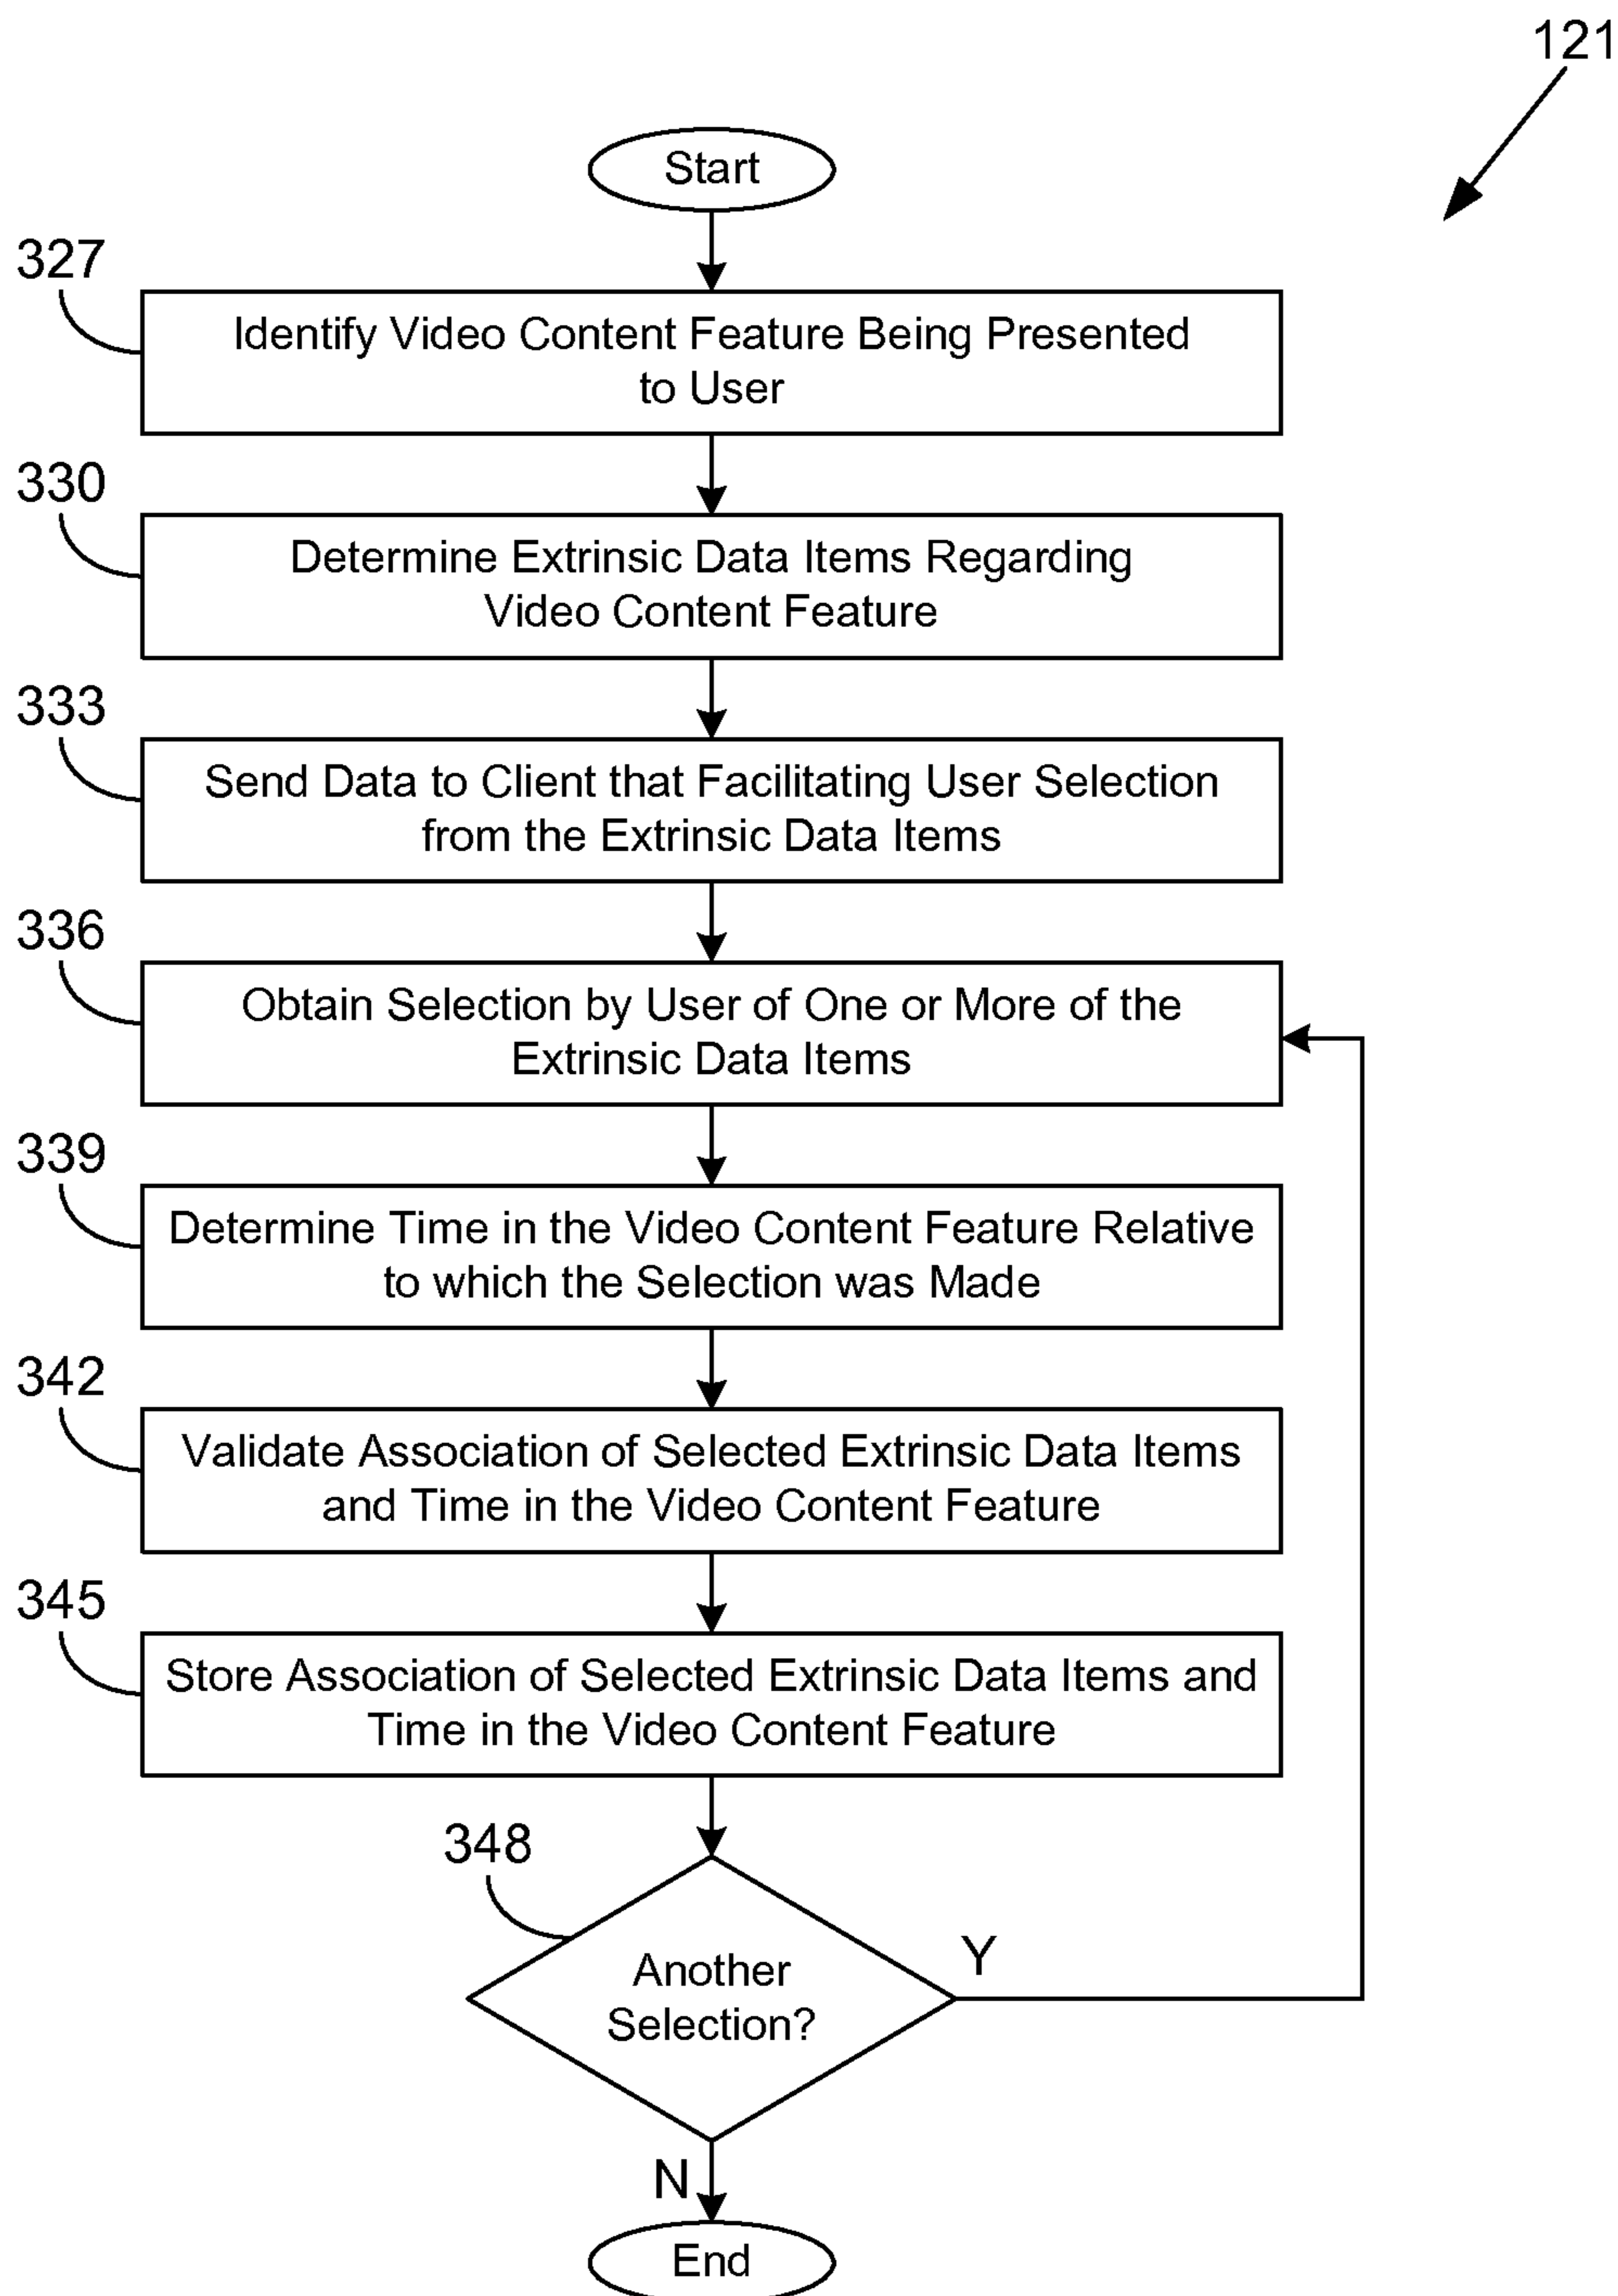 121
Start
327
Identify Video Content Feature Being Presented
to User
330
Determine Extrinsic Data Items Regarding
Video Content Feature
333
Send Data to Client that Facilitating User Selection
from the Extrinsic Data Items
336
Obtain Selection by User of One or More of the
Extrinsic Data Items
339
Determine Time in the Video Content Feature Relative
to which the Selection was Made
342
Validate Association of Selected Extrinsic Data Items
and Time in the Video Content Feature
345
Store Association of Selected Extrinsic Data Items and
Time in the Video Content Feature
348
Another
Selection?
Y
N
End